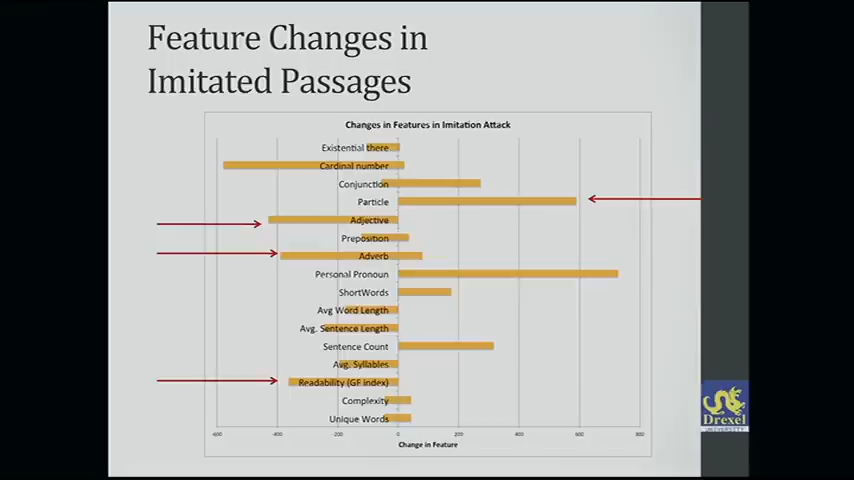 Feature Changes in
Imitated Passages
Changes in Features in Imitation Attack
Existential there
Cardinal number
Conjunction
Particle
Adjective
Preposition
Adverb
Personal Pronoun
ShortWords
Avg Word Length
Avg. Sentence Length
Sentence Count
Avg. Syllables
Readability (GF index)
Complexity
Unique Words
-600 -400 -200 0 200 400 600 800
Change in Feature
Drexel
UNIVERSITY